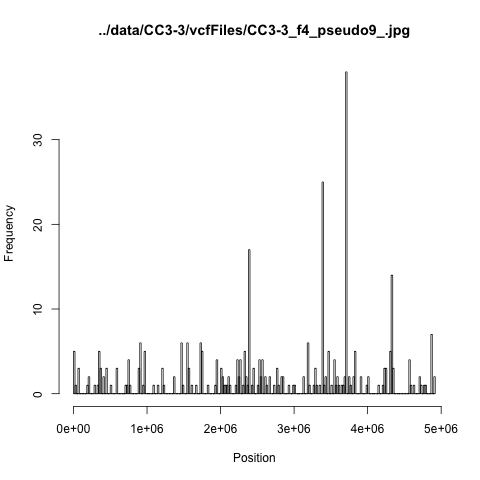 ../data/CC3-3/vcfFiles/CC3-3_f4_pseudo9_.jpg
Frequency
30
20
10
0
0e+00 1e+06 2e+06 3e+06 4e+06 5e+06
Position